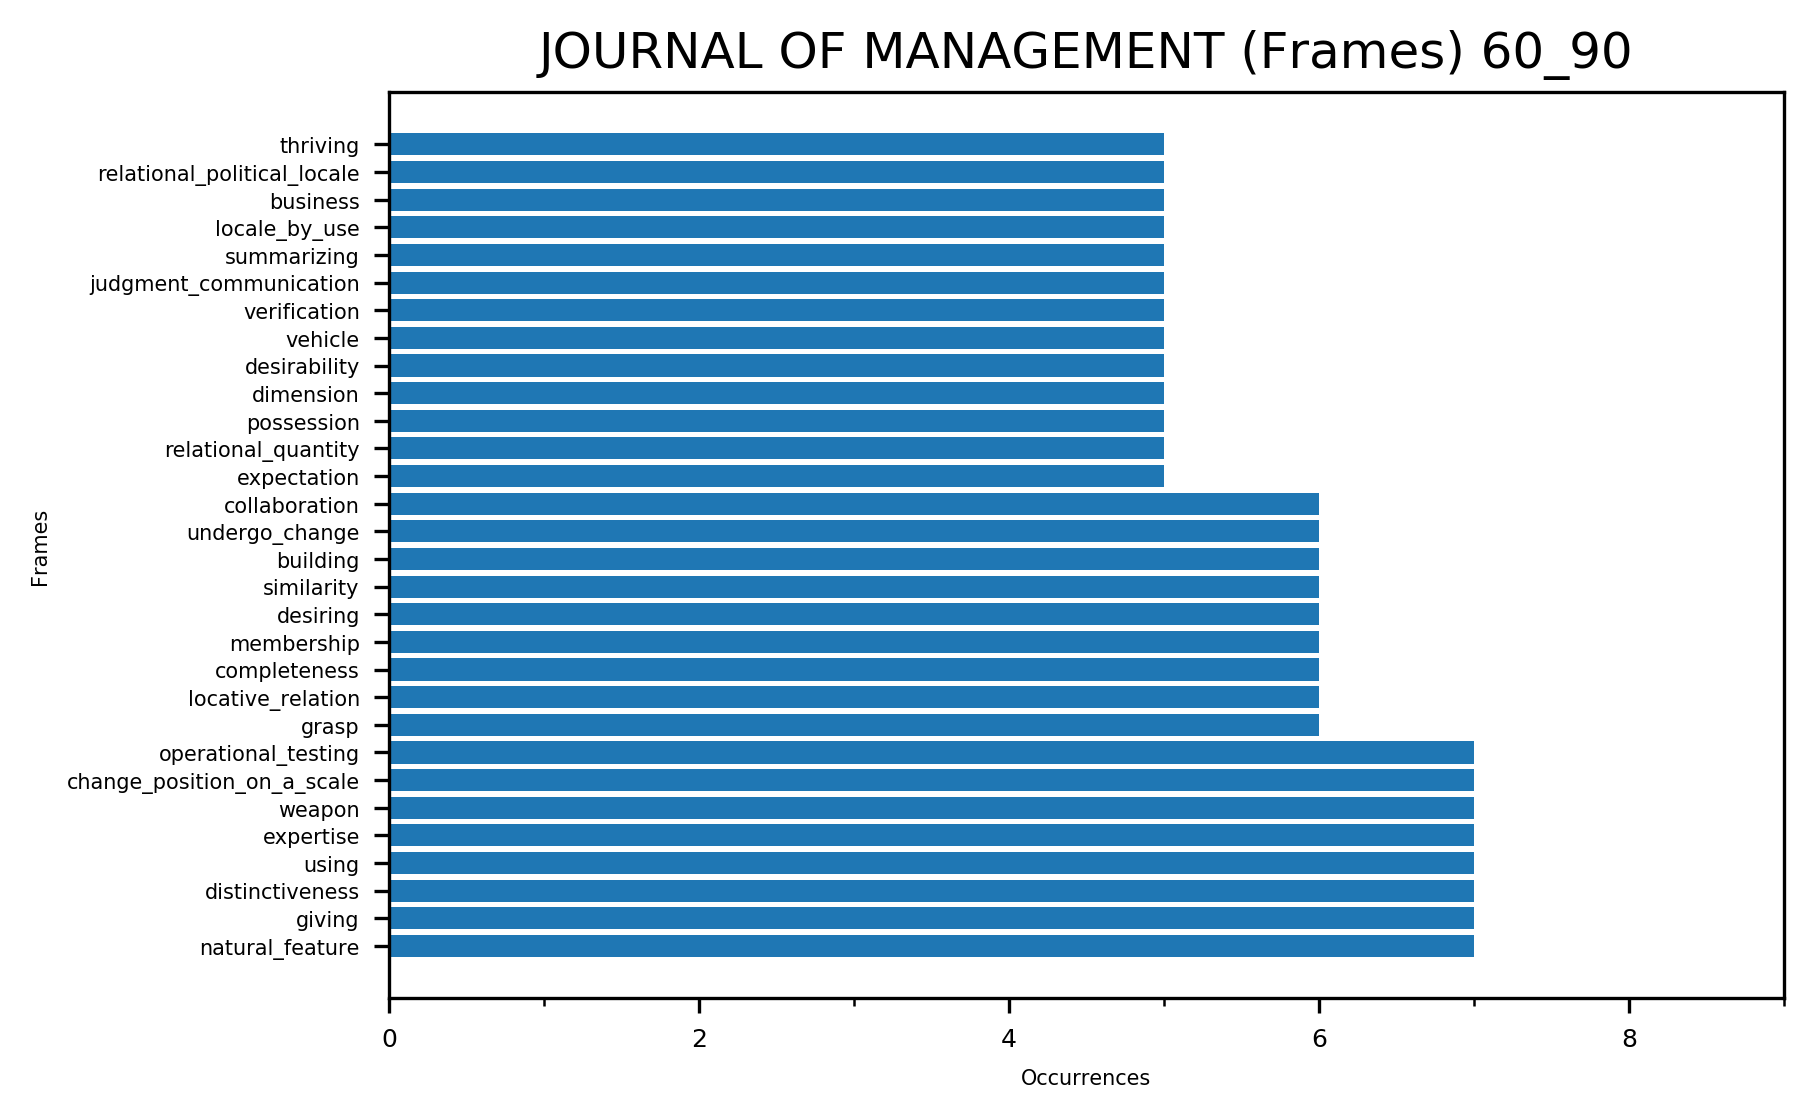 JOURNAL OF MANAGEMENT (Frames) 60_90
thriving
relational_political_locale
business
locale_by_use
summarizing
judgment_communication
verification
vehicle
desirability
dimension
possession
relational_quantity
expectation
collaboration
undergo_change
building
similarity
desiring
membership
completeness
locative_relation
grasp
operational_testing
change_position_on_a_scale
weapon
expertise
using
distinctiveness
giving
natural_feature
Frames
0 2 4 6 8
Occurrences